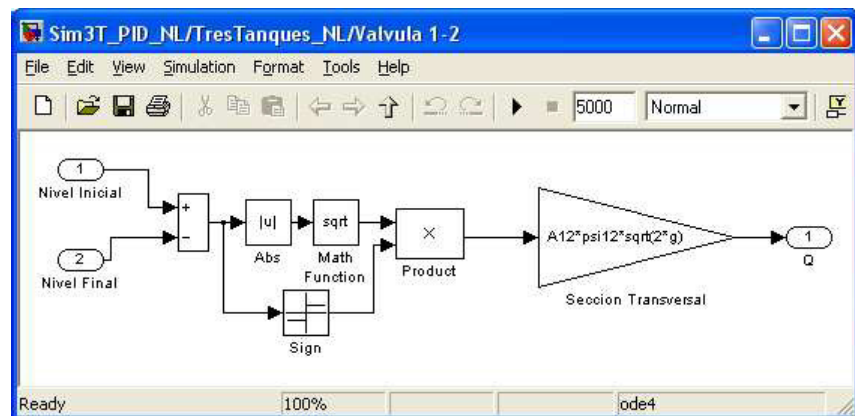 Sim3T_PID_NL/TresTanques_NL/Valvula 1-2
File Edit View Simulation Format Tools Help
5000 Normal
1
Nivel Inicial
2
Nivel Final
+
−
|u|
Abs
sqrt
Math
Function
Sign
×
Product
A12*psi12*sqrt(2*g)
Seccion Transversal
1
Q
Ready 100% ode4